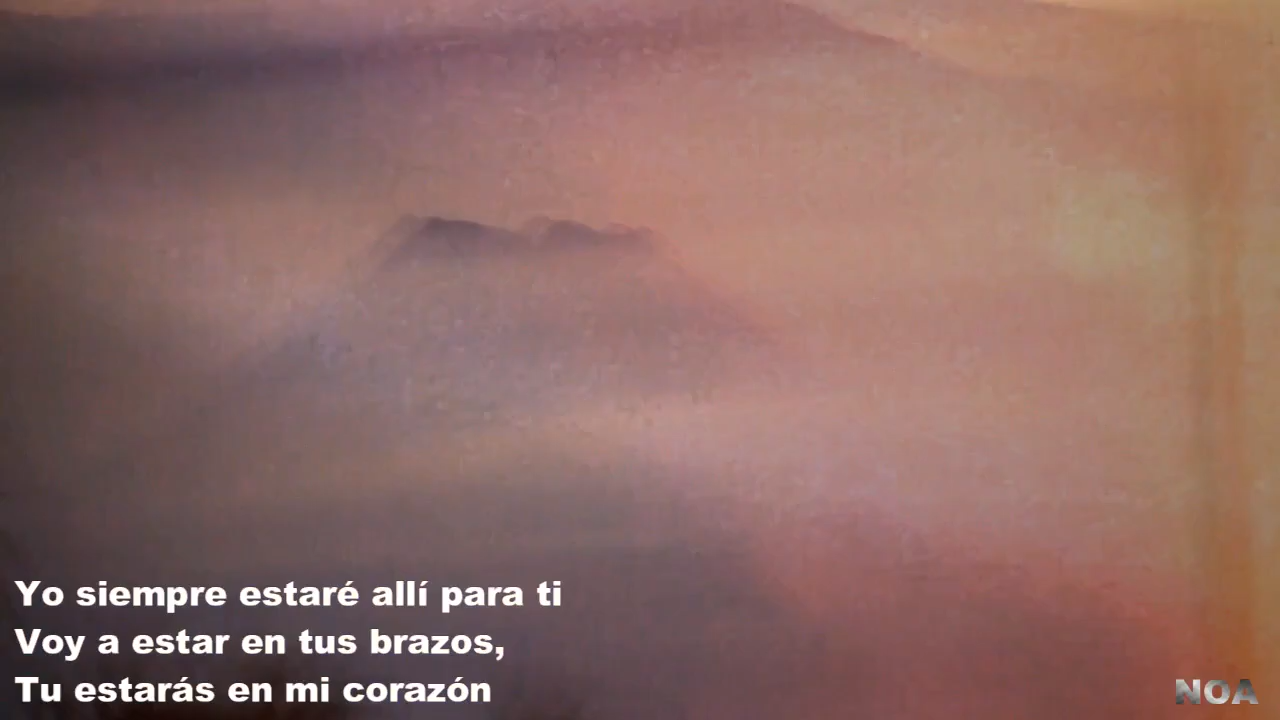 Yo siempre estaré allí para ti
Voy a estar en tus brazos,
Tu estarás en mi corazón
NOA